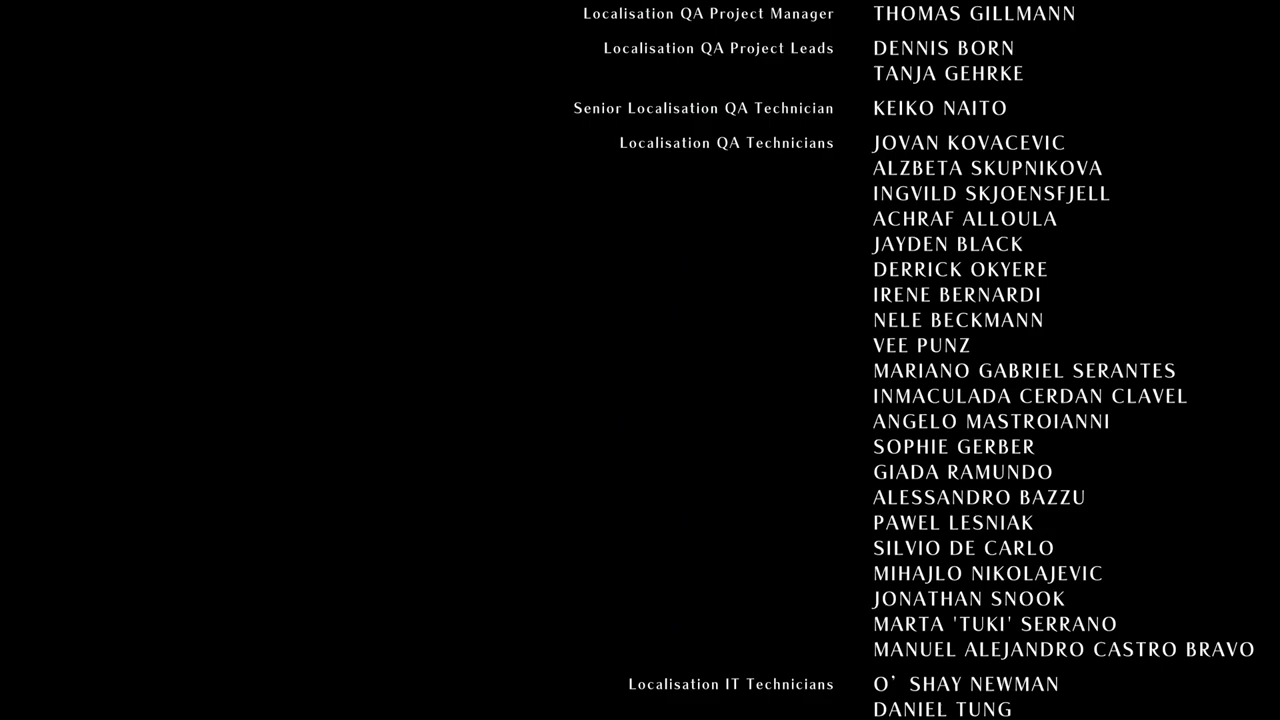 Localisation QA Project Manager THOMAS GILLMANN
Localisation QA Project Leads DENNIS BORN
TANJA GEHRKE
Senior Localisation QA Technician KEIKO NAITO
Localisation QA Technicians JOVAN KOVACEVIC
ALZBETA SKUPNIKOVA
INGVILD SKJOENSFJELL
ACHRAF ALLOULA
JAYDEN BLACK
DERRICK OKYERE
IRENE BERNARDI
NELE BECKMANN
VEE PUNZ
MARIANO GABRIEL SERANTES
INMACULADA CERDAN CLAVEL
ANGELO MASTROIANNI
SOPHIE GERBER
GIADA RAMUNDO
ALESSANDRO BAZZU
PAWEL LESNIAK
SILVIO DE CARLO
MIHAJLO NIKOLAJEVIC
JONATHAN SNOOK
MARTA 'TUKI' SERRANO
MANUEL ALEJANDRO CASTRO BRAVO
Localisation IT Technicians O’ SHAY NEWMAN
DANIEL TUNG